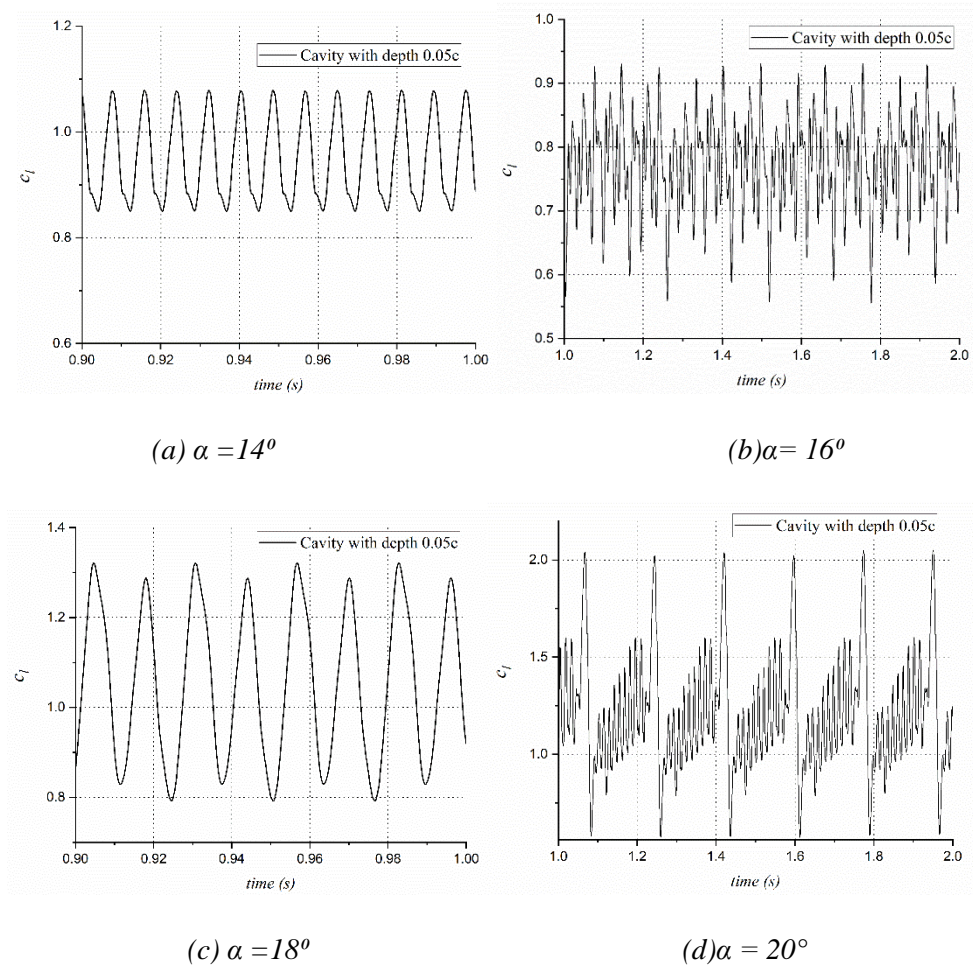 1.2
Cavity with depth 0.05c
1.0
cl
0.8
0.6
0.90 0.92 0.94 0.96 0.98 1.00
time (s)
(a) α =14º
1.0
Cavity with depth 0.05c
0.9
0.8
cl
0.7
0.6
0.5
1.0 1.2 1.4 1.6 1.8 2.0
time (s)
(b)α= 16º
1.4
Cavity with depth 0.05c
1.2
cl
1.0
0.8
0.90 0.92 0.94 0.96 0.98 1.00
time (s)
(c) α =18º
Cavity with depth 0.05c
2.0
1.5
cl
1.0
1.0 1.2 1.4 1.6 1.8 2.0
time (s)
(d)α = 20°